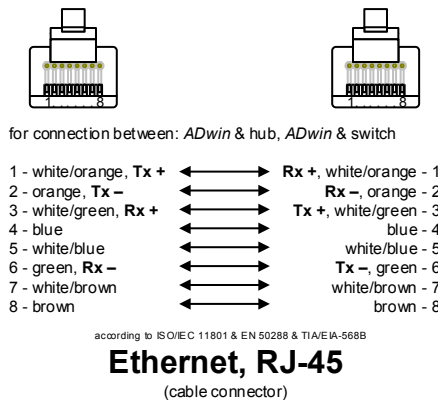 1 8 1 8
for connection between: ADwin & hub, ADwin & switch
1 - white/orange, Tx + Rx +, white/orange - 1
2 - orange, Tx – Rx –, orange - 2
3 - white/green, Rx + Tx +, white/green - 3
4 - blue blue - 4
5 - white/blue white/blue - 5
6 - green, Rx – Tx –, green - 6
7 - white/brown white/brown - 7
8 - brown brown - 8
according to ISO/IEC 11801 & EN 50288 & TIA/EIA-568B
Ethernet, RJ-45
(cable connector)